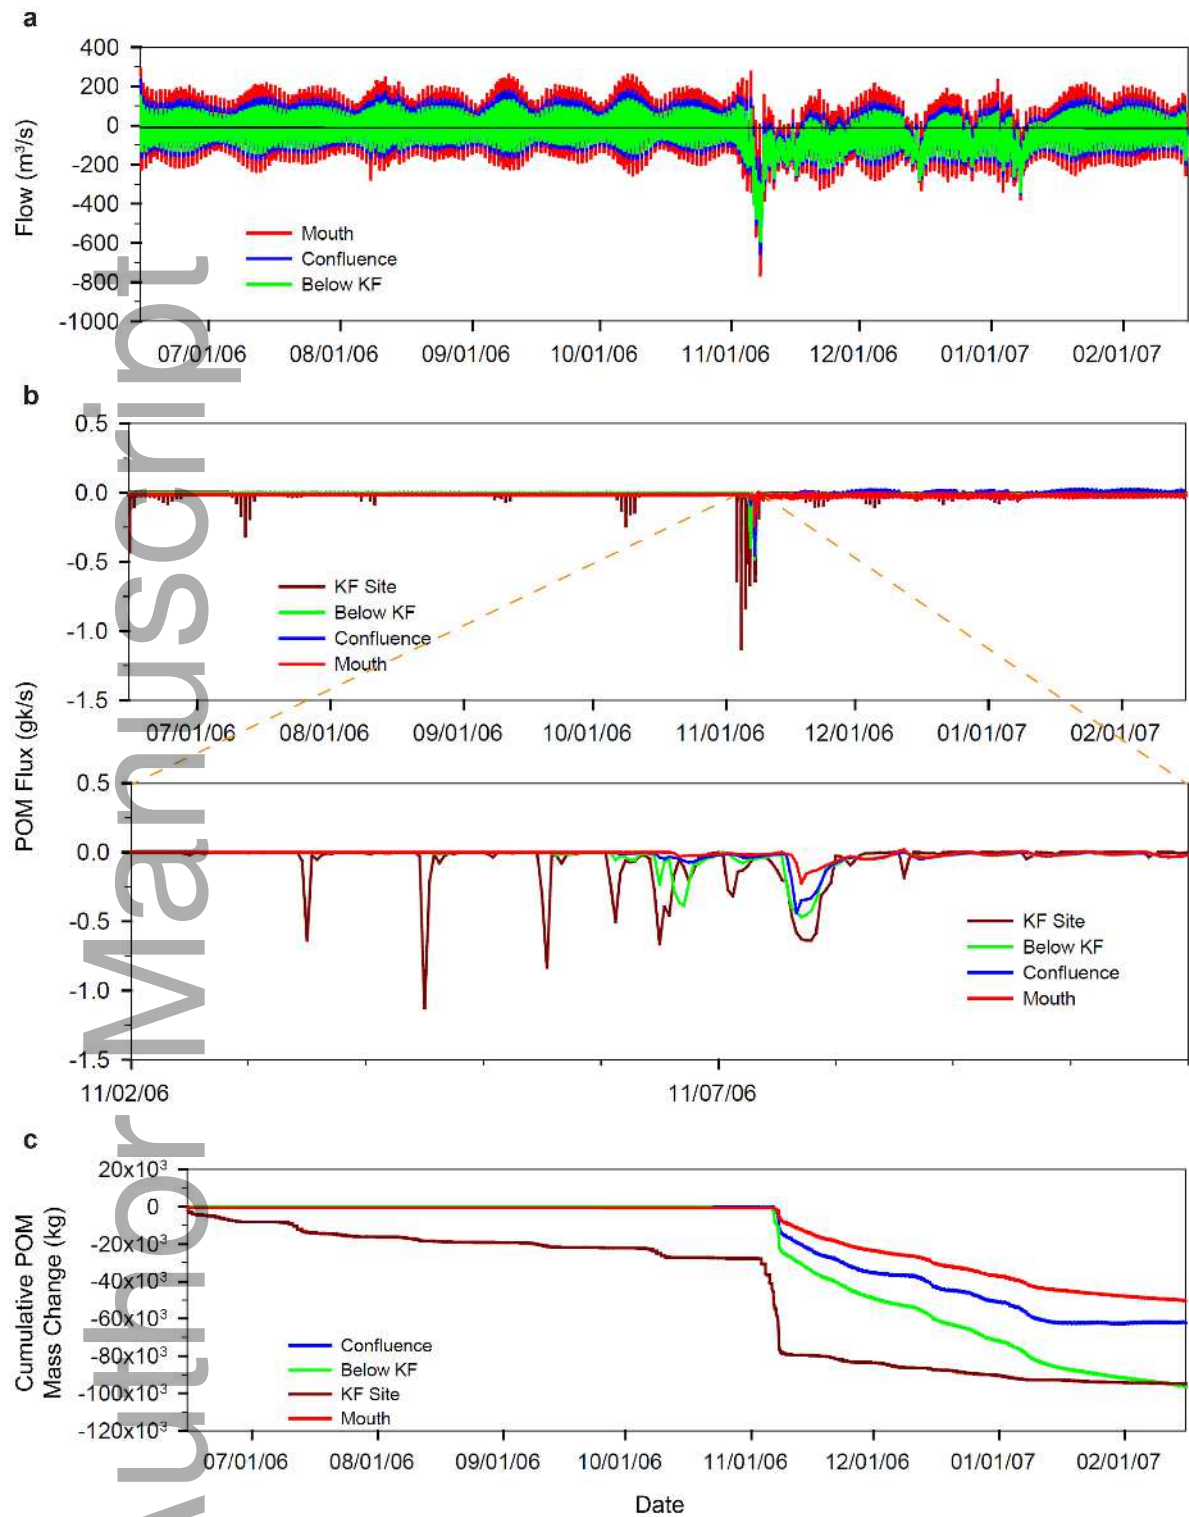 a
400
200
0
-200
-400
-600
-800
-1000
Flow (m³/s)
Mouth
Confluence
Below KF
07/01/06 08/01/06 09/01/06 10/01/06 11/01/06 12/01/06 01/01/07 02/01/07
b
0.5
0.0
-0.5
-1.0
-1.5
KF Site
Below KF
Confluence
Mouth
07/01/06 08/01/06 09/01/06 10/01/06 11/01/06 12/01/06 01/01/07 02/01/07
POM Flux (gk/s)
0.5
0.0
-0.5
-1.0
-1.5
KF Site
Below KF
Confluence
Mouth
11/02/06 11/07/06
c
20x10³
0
-20x10³
-40x10³
-60x10³
-80x10³
-100x10³
-120x10³
Cumulative POM
Mass Change (kg)
Confluence
Below KF
KF Site
Mouth
07/01/06 08/01/06 09/01/06 10/01/06 11/01/06 12/01/06 01/01/07 02/01/07
Date
Author Manuscript